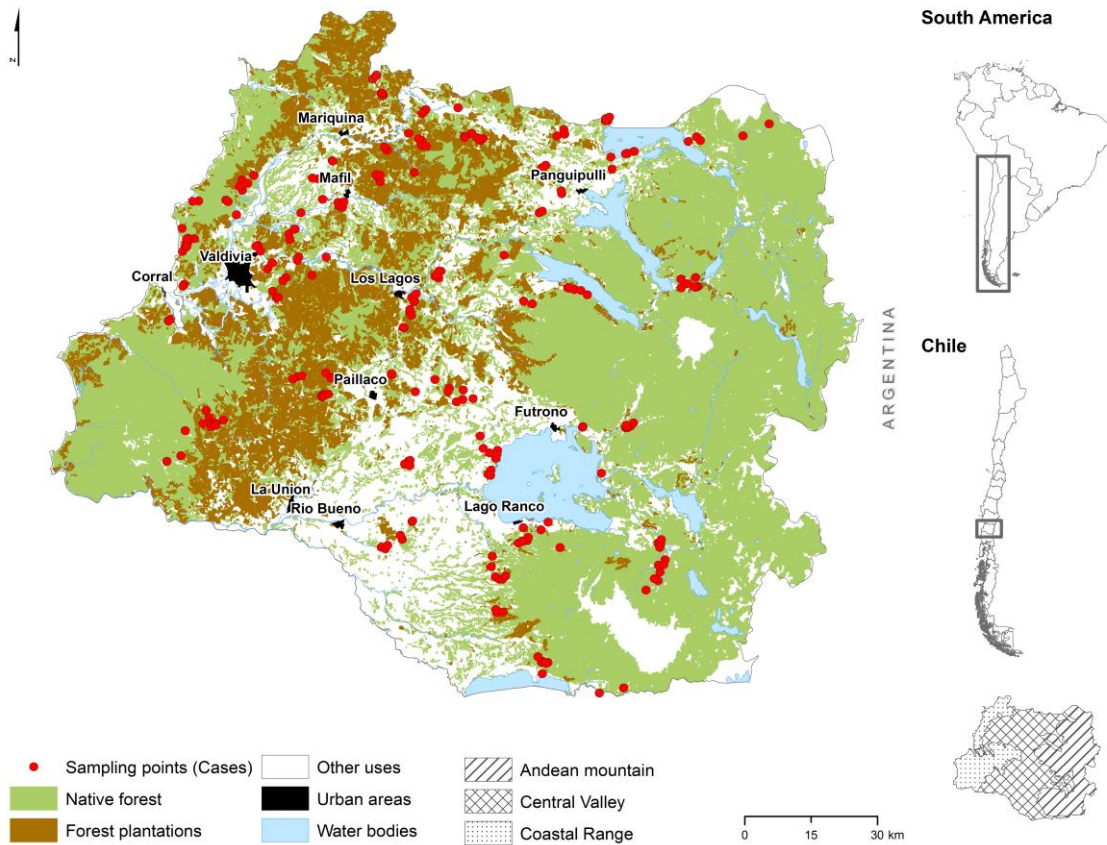 N
South America
Mariquina
Mafil
Panguipulli
Valdivia
Corral
Los Lagos
ARGENTINA
Chile
Paillaco
Futrono
La Union
Rio Bueno
Lago Ranco
Sampling points (Cases)
Native forest
Forest plantations
Other uses
Urban areas
Water bodies
Andean mountain
Central Valley
Coastal Range
0 15 30 km